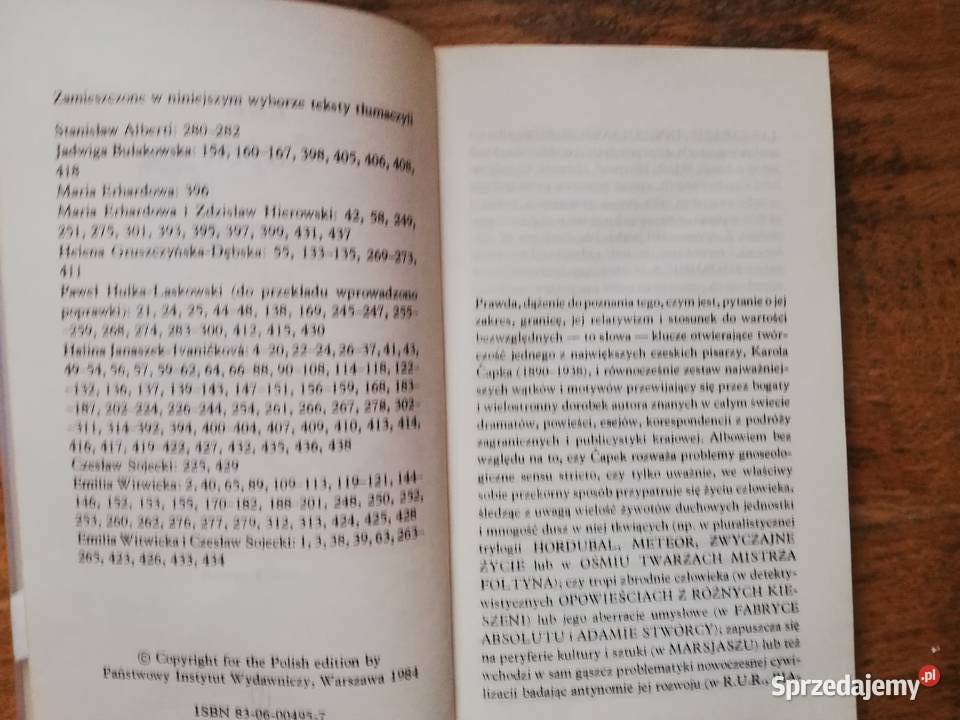 Zamieszczone w niniejszym wyborze teksty tłumaczyli
Stanisław Alberti: 280–282
Jadwiga Bułakowska: 154, 160–167, 398, 405, 406, 408,
418
Maria Erhardowa: 396
Maria Erhardowa i Zdzisław Hierowski: 42, 58, 249,
251, 275, 301, 393, 395, 397, 399, 431, 437
Helena Gruszczyńska-Dębska: 55, 133–135, 269–273,
411
Paweł Hulka-Laskowski (do przekładu wprowadzono
poprawki): 21, 24, 25, 44–48, 138, 169, 245–247, 255–
–259, 268, 274, 283–300, 412, 415, 430
Halina Janaszek-Ivaničková: 4–20, 22–24, 26–37, 41, 43,
49–54, 56, 57, 59–62, 64, 66–88, 90–108, 114–118, 122–
–132, 136, 137, 139–143, 147–151, 156–159, 168, 183–
–187, 202–224, 226–244, 254, 261, 266, 267, 278, 302–
–311, 314–392, 394, 400–404, 407, 409, 410, 413, 414,
416, 417, 419–422, 427, 432, 435, 436, 438
Czesław Sojecki: 225, 429
Emilia Witwicka: 2, 40, 65, 89, 109–113, 119–121, 144–
–146, 152, 153, 155, 170–182, 188–201, 248, 250, 252,
253, 260, 262, 276, 277, 279, 312, 313, 424, 425, 428
Emilia Witwicka i Czesław Sojecki: 1, 3, 38, 39, 63, 263–
–265, 423, 426, 433, 434
© Copyright for the Polish edition by
Państwowy Instytut Wydawniczy, Warszawa 1984
ISBN 83-06-00493-7
Prawda, dążenie do poznania tego, czym jest, pytanie o jej
zakres, granicę, jej relatywizm i stosunek do wartości
bezwzględnych — to słowa — klucze otwierające twór-
czość jednego z największych czeskich pisarzy, Karola
Čapka (1890–1938), i równocześnie zestaw najważniej-
szych wątków i motywów przewijający się przez bogaty
i wielostronny dorobek autora znanych w całym świecie
dramatów, powieści, esejów, korespondencji z podróży
zagranicznych i publicystyki krajowej. Albowiem bez
względu na to, czy Čapek rozważa problemy gnoseolo-
giczne sensu stricto, czy tylko uważnie, we właściwy
sobie przekorny sposób przypatruje się życiu człowieka,
śledząc z uwagą wielość żywotów duchowych jednostki
i mnogość dusz w niej tkwiących (np. w pluralistycznej
trylogii HORDUBAL, METEOR, ZWYCZAJNE
ŻYCIE lub w OŚMIU TWARZACH MISTRZA
FOLTYNA); czy tropi zbrodnie człowieka (w detekty-
wistycznych OPOWIEŚCIACH Z RÓŻNYCH KIE-
SZENI) lub jego aberracje umysłowe (w FABRYCE
ABSOLUTU i ADAMIE STWÓRCY); zapuszcza się
na peryferie kultury i sztuki (w MARSJASZU) lub też
wchodzi w sam gąszcz problematyki nowoczesnej cywi-
lizacji badając antynomie jej rozwoju (w R.U.R.,
Sprzedajemy.pl